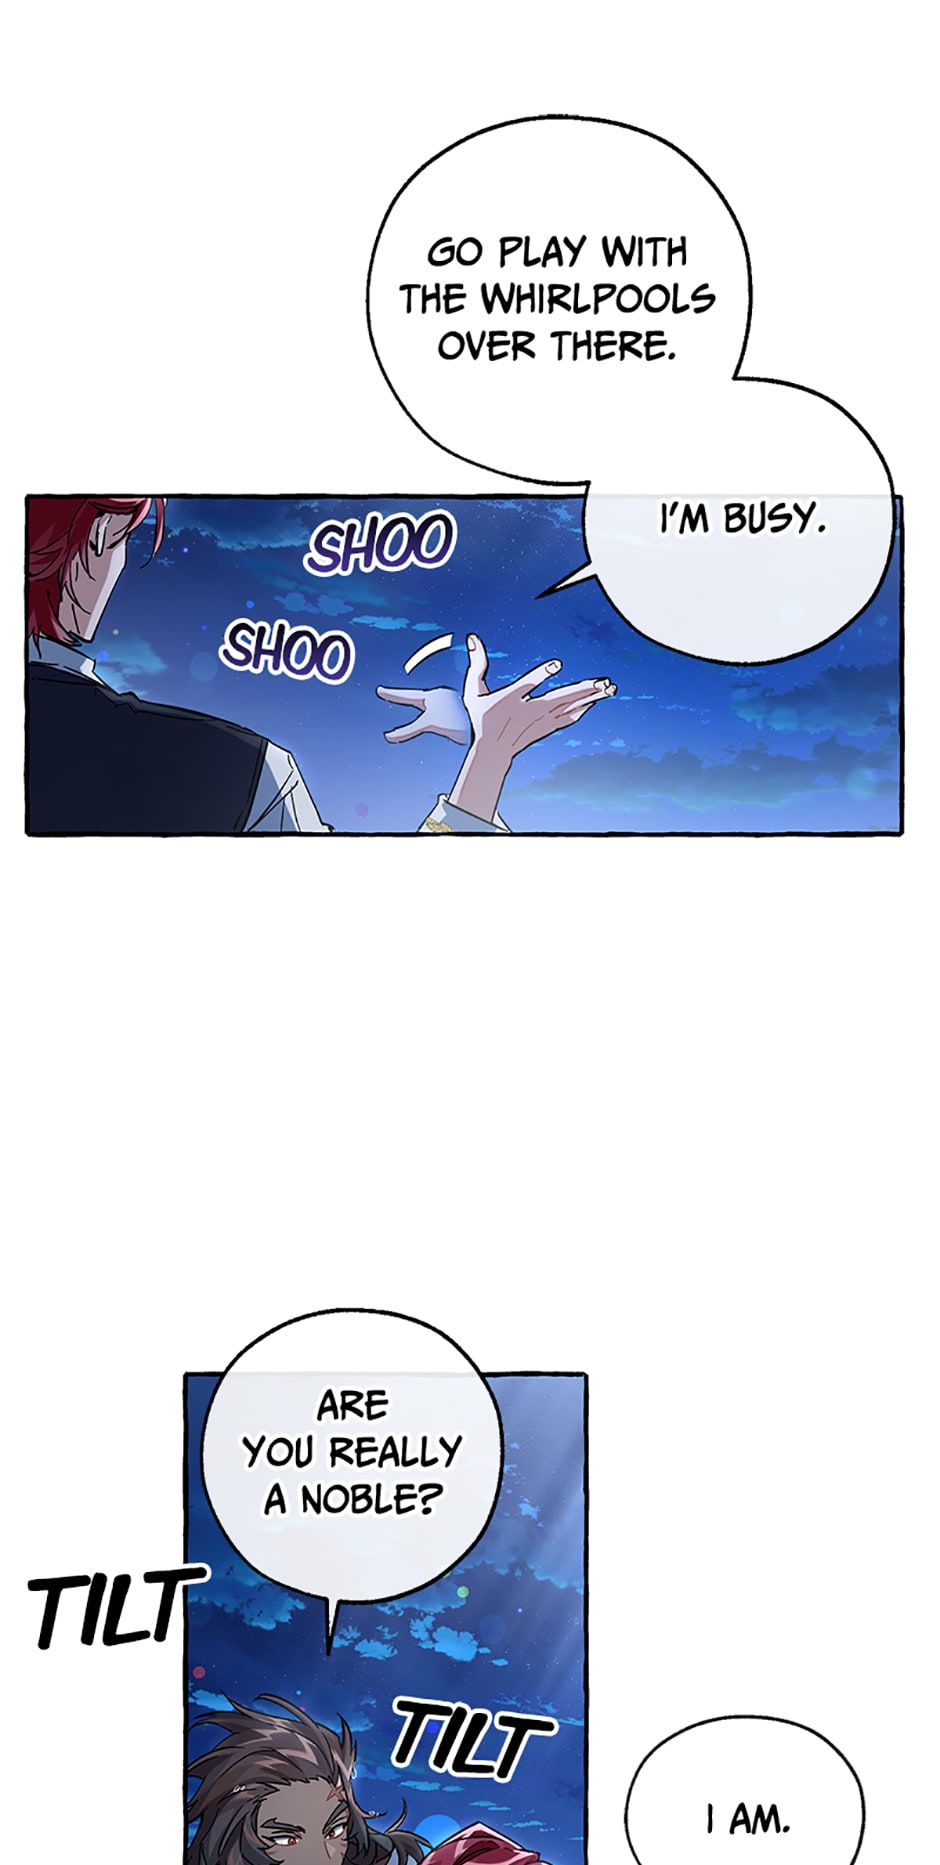 GO PLAY WITH
THE WHIRLPOOLS
OVER THERE.
I'M BUSY.
SHOO
SHOO
ARE
YOU REALLY
A NOBLE?
TILT
TILT
I AM.